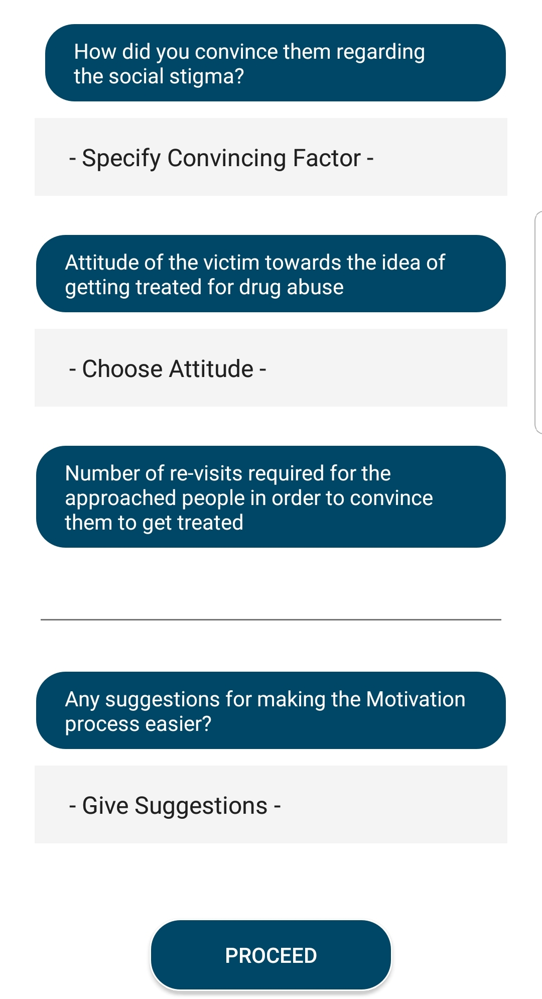 How did you convince them regarding
the social stigma?
- Specify Convincing Factor -
Attitude of the victim towards the idea of
getting treated for drug abuse
- Choose Attitude -
Number of re-visits required for the
approached people in order to convince
them to get treated
Any suggestions for making the Motivation
process easier?
- Give Suggestions -
PROCEED